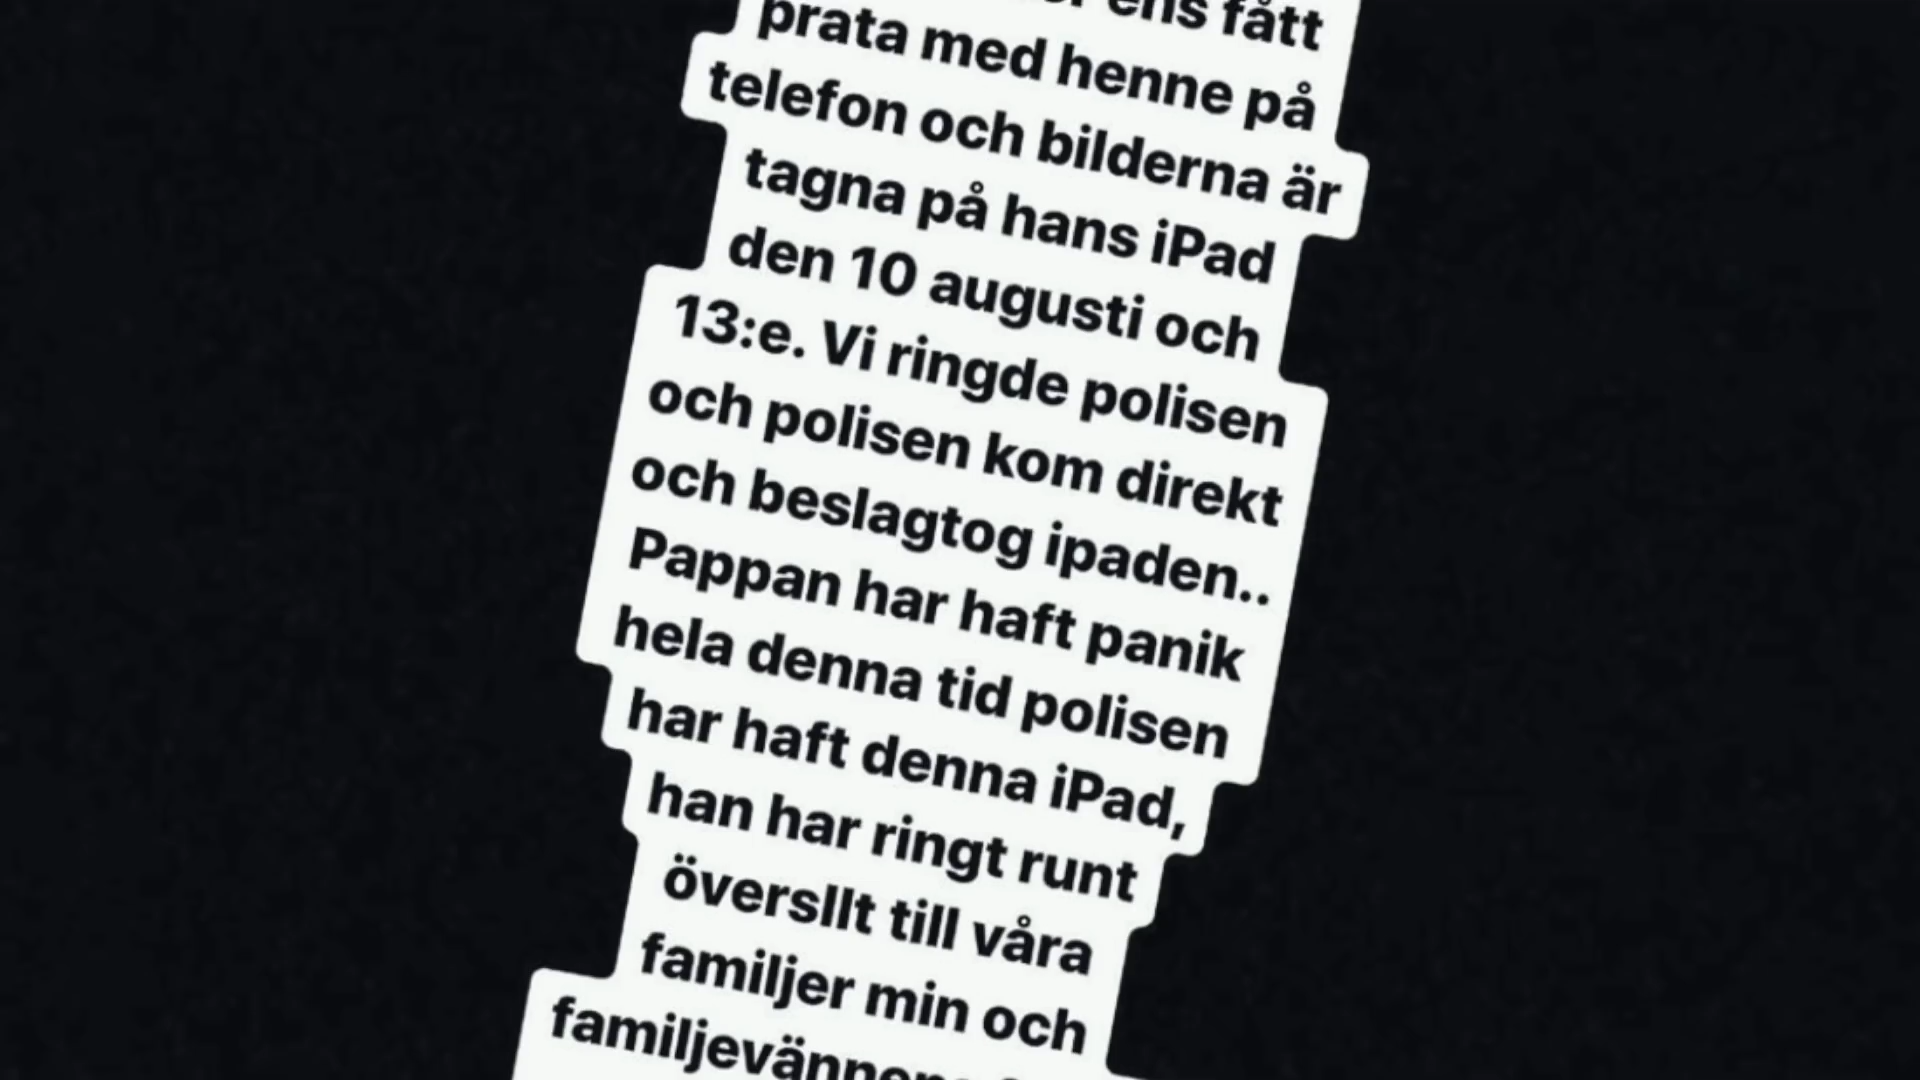 ens fått
prata med henne på
telefon och bilderna är
tagna på hans iPad
den 10 augusti och
13:e. Vi ringde polisen
och polisen kom direkt
och beslagtog ipaden..
Pappan har haft panik
hela denna tid polisen
har haft denna iPad,
han har ringt runt
översllt till våra
familjer min och